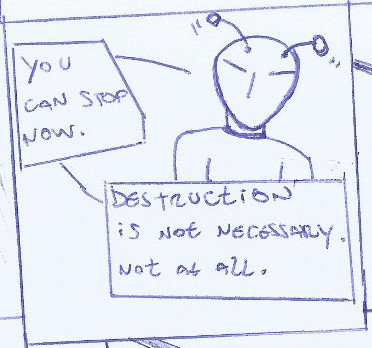 YOU
CAN STOP
NOW.
DESTRUCTION
iS NOt NECESSARY.
Not At ALL.